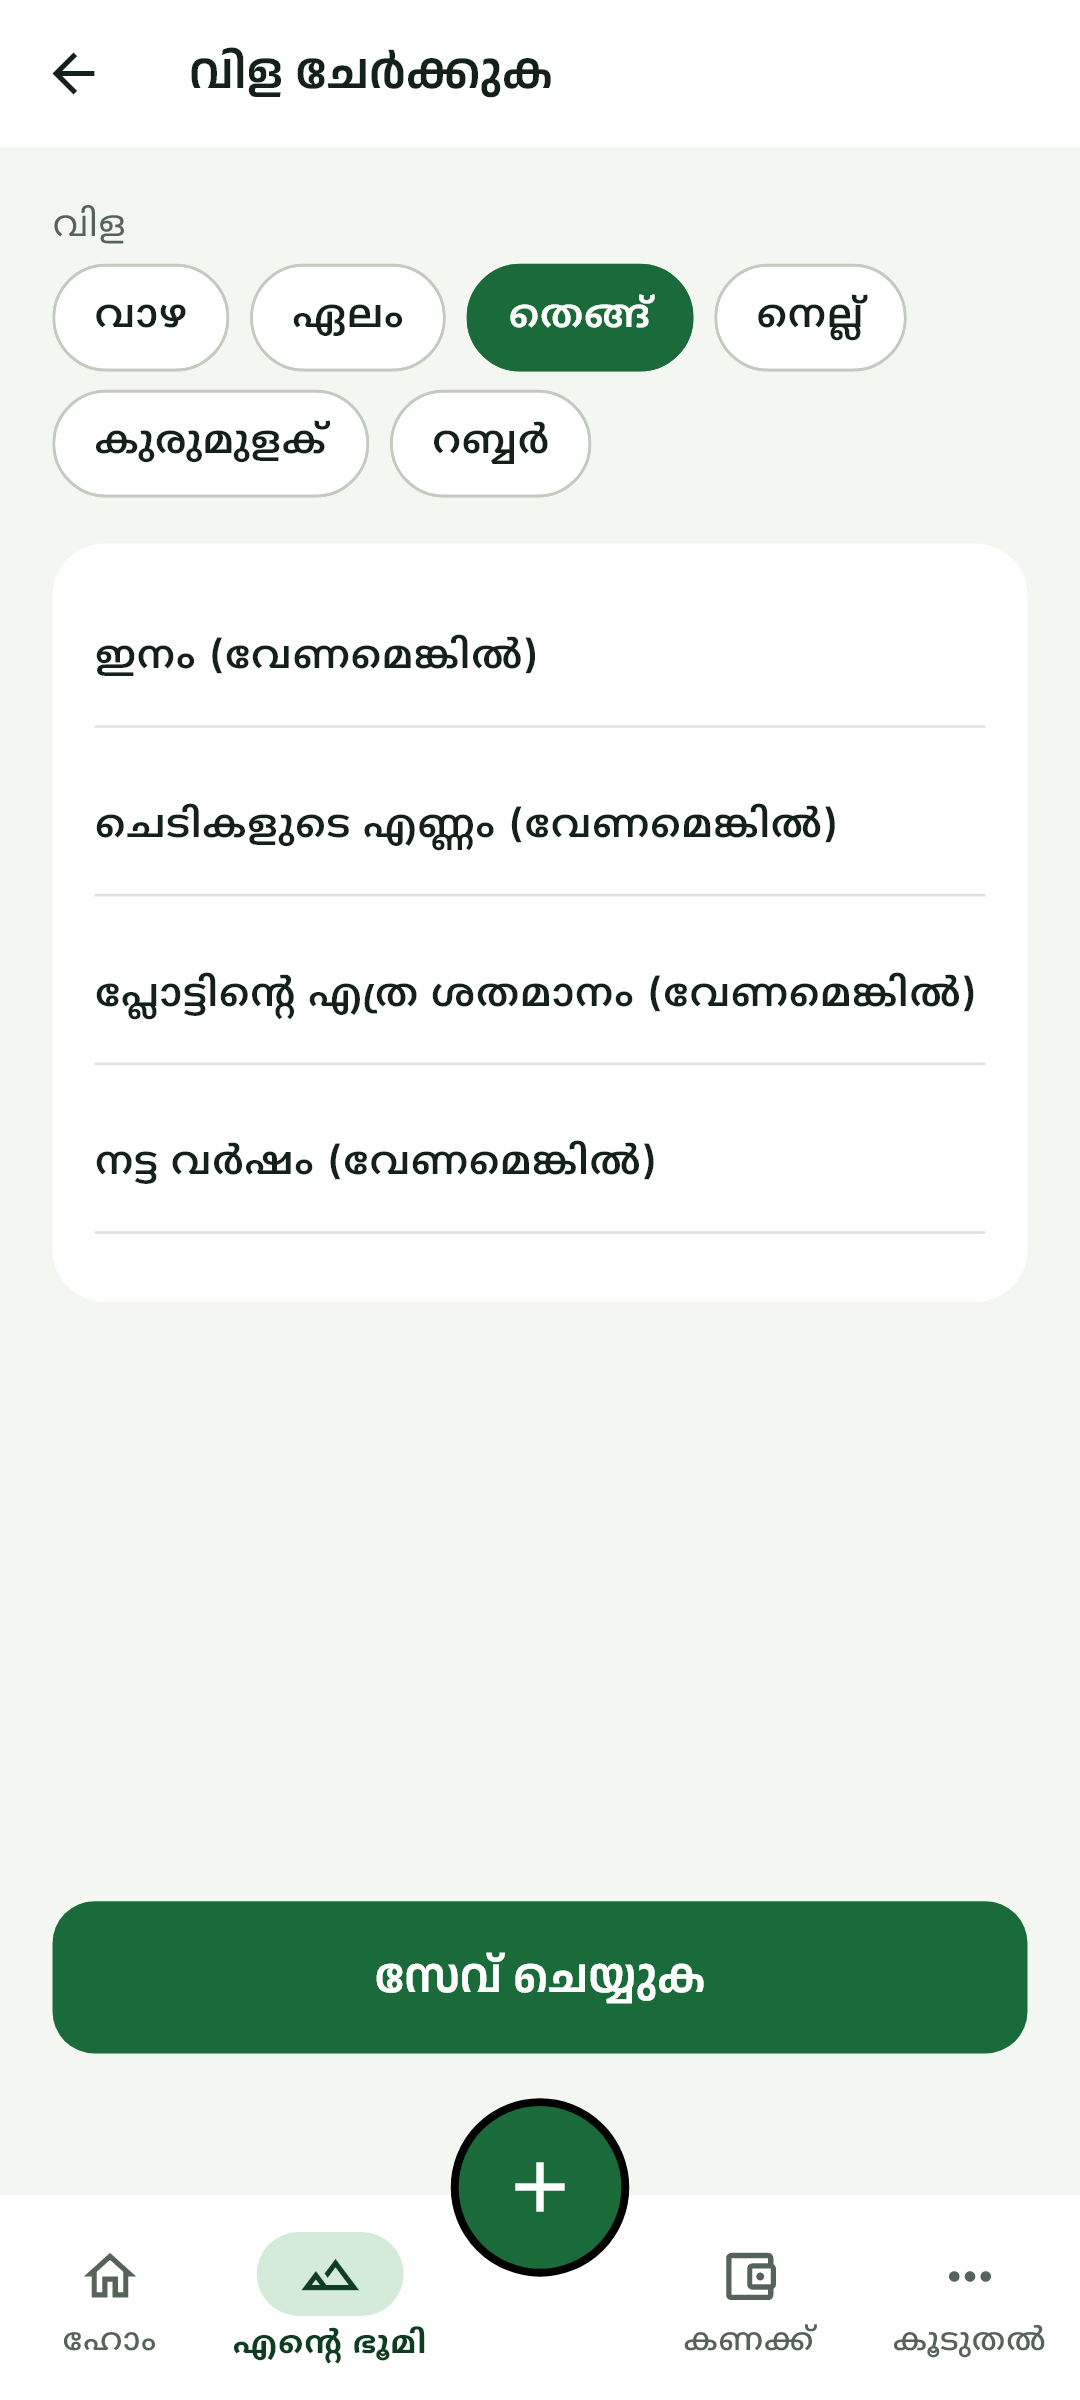 വിള ചേർക്കുക
വിള
വാഴ ഏലം തെങ്ങ് നെല്ല്
കുരുമുളക് റബ്ബർ
ഇനം (വേണമെങ്കിൽ)
ചെടികളുടെ എണ്ണം (വേണമെങ്കിൽ)
പ്ലോട്ടിന്റെ എത്ര ശതമാനം (വേണമെങ്കിൽ)
നട്ട വർഷം (വേണമെങ്കിൽ)
സേവ് ചെയ്യുക
ഹോം എന്റെ ഭൂമി കണക്ക് കൂടുതൽ